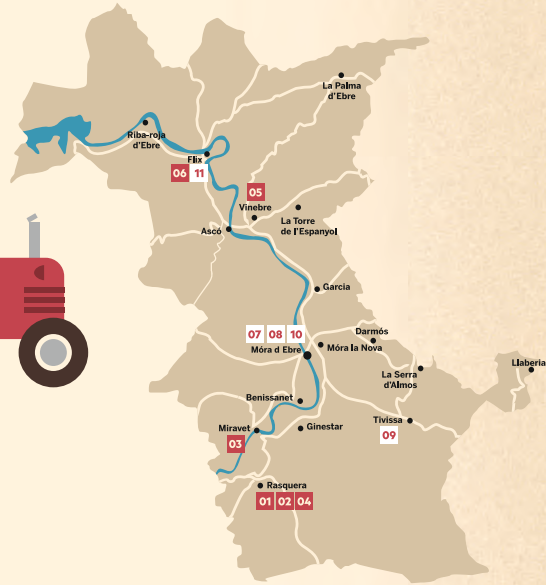 La Palma
d'Ebre
Riba-roja
d'Ebre
Flix
06 11
05
Vinebre
La Torre
de l'Espanyol
Ascó
Garcia
07 08 10
Móra d Ebre
Móra la Nova
Darmós
La Serra
d'Almos
Llaberia
Benissanet
Tivissa
09
Miravet
03
Ginestar
Rasquera
01 02 04